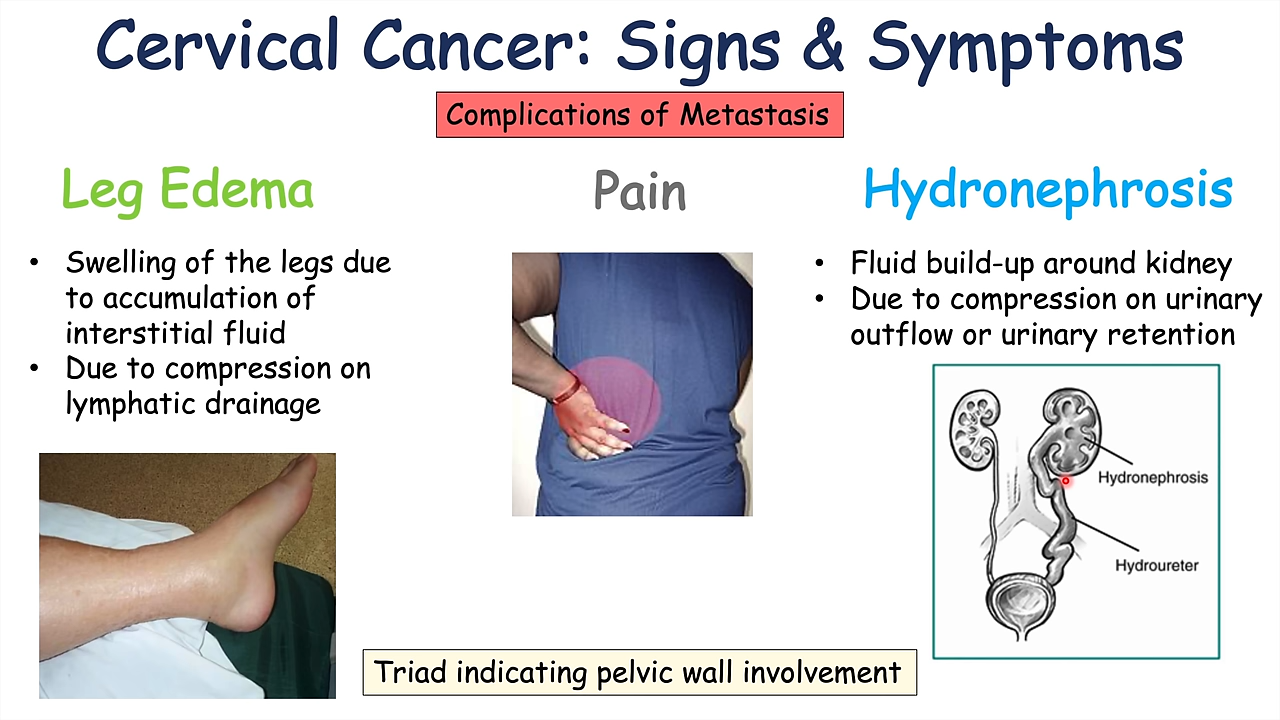 Cervical Cancer: Signs & Symptoms
Complications of Metastasis
Leg Edema
• Swelling of the legs due
to accumulation of
interstitial fluid
• Due to compression on
lymphatic drainage
Pain
Hydronephrosis
• Fluid build-up around kidney
• Due to compression on urinary
outflow or urinary retention
Hydronephrosis
Hydroureter
Triad indicating pelvic wall involvement